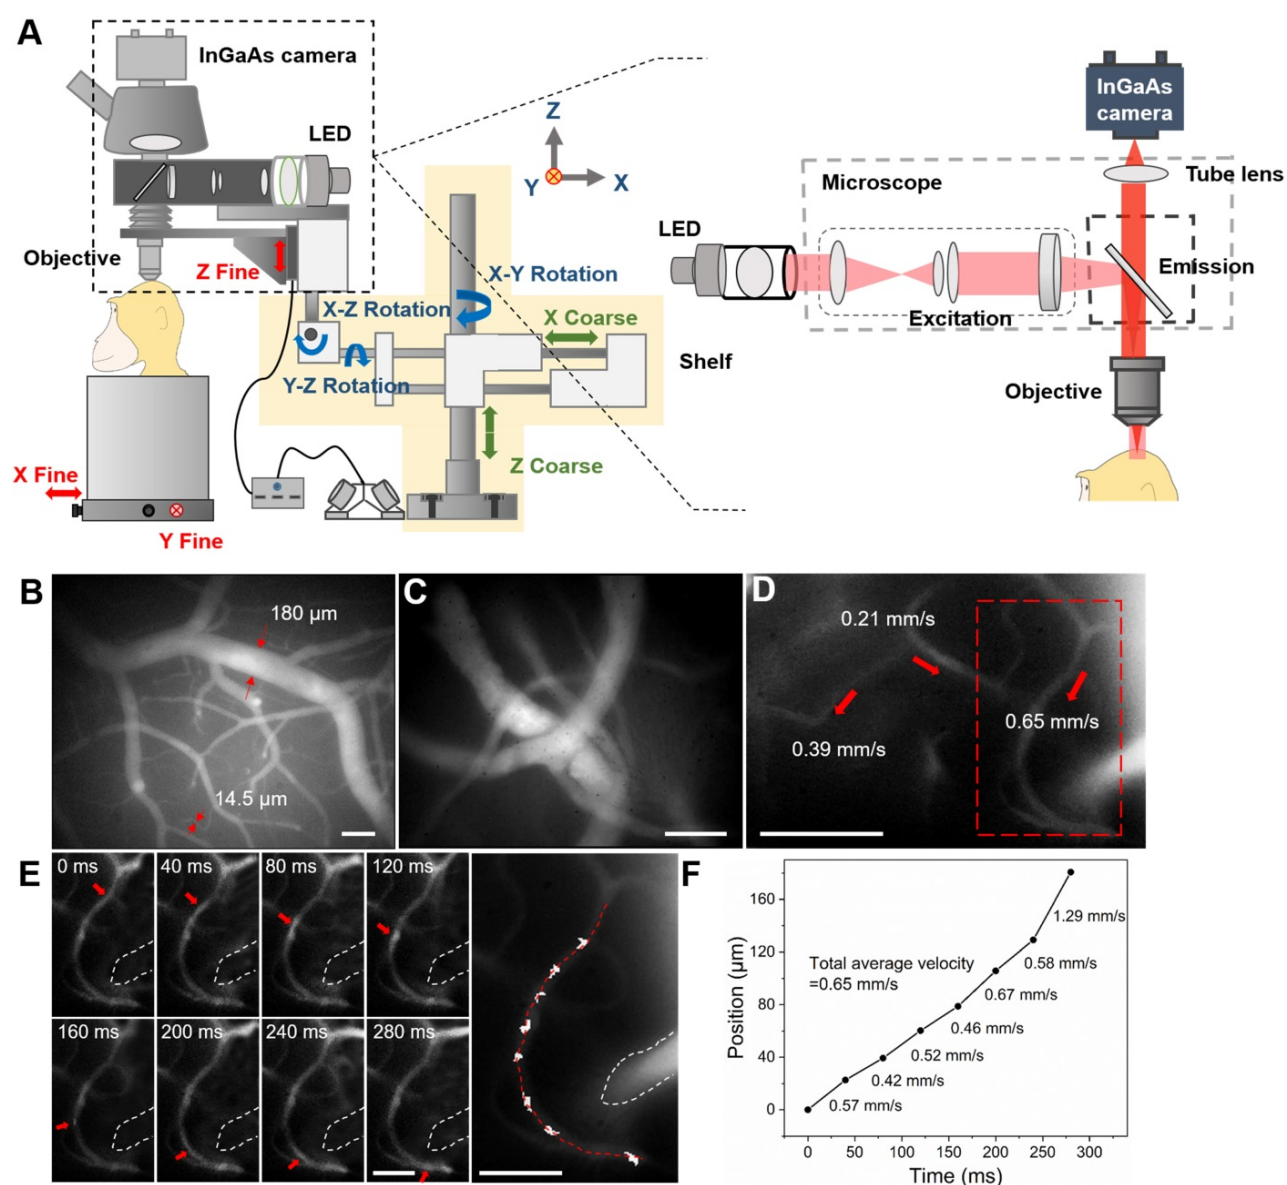 A
InGaAs camera
LED
Objective
Z Fine
X Fine
Y Fine
Z
Y
X
X-Y Rotation
X-Z Rotation
Y-Z Rotation
X Coarse
Z Coarse
Shelf
InGaAs
camera
Tube lens
Microscope
LED
Emission
Excitation
Objective
B
180 µm
14.5 µm
C
D
0.21 mm/s
0.39 mm/s
0.65 mm/s
E
0 ms
40 ms
80 ms
120 ms
160 ms
200 ms
240 ms
280 ms
F
Position (µm)
160
120
80
40
0
Total average velocity
=0.65 mm/s
1.29 mm/s
0.58 mm/s
0.67 mm/s
0.46 mm/s
0.52 mm/s
0.42 mm/s
0.57 mm/s
0 50 100 150 200 250 300
Time (ms)